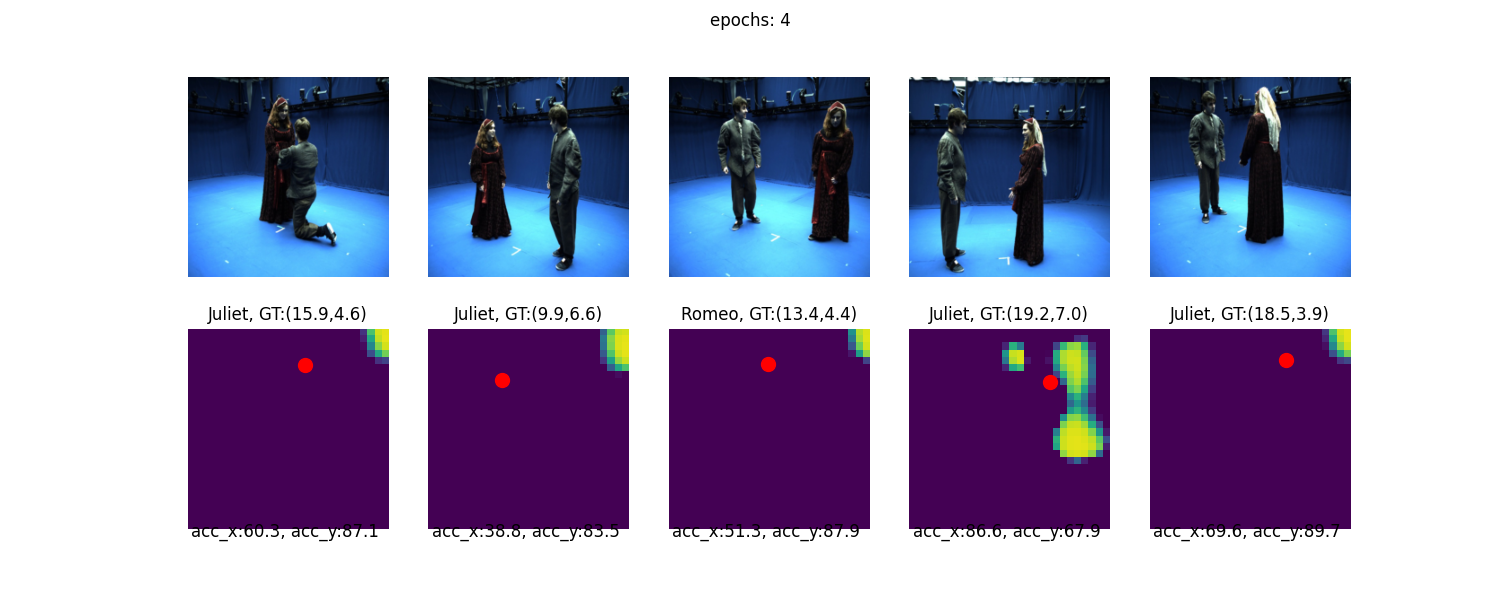 epochs: 4
Juliet, GT:(15.9,4.6)
Juliet, GT:(9.9,6.6)
Romeo, GT:(13.4,4.4)
Juliet, GT:(19.2,7.0)
Juliet, GT:(18.5,3.9)
acc_x:60.3, acc_y:87.1
acc_x:38.8, acc_y:83.5
acc_x:51.3, acc_y:87.9
acc_x:86.6, acc_y:67.9
acc_x:69.6, acc_y:89.7